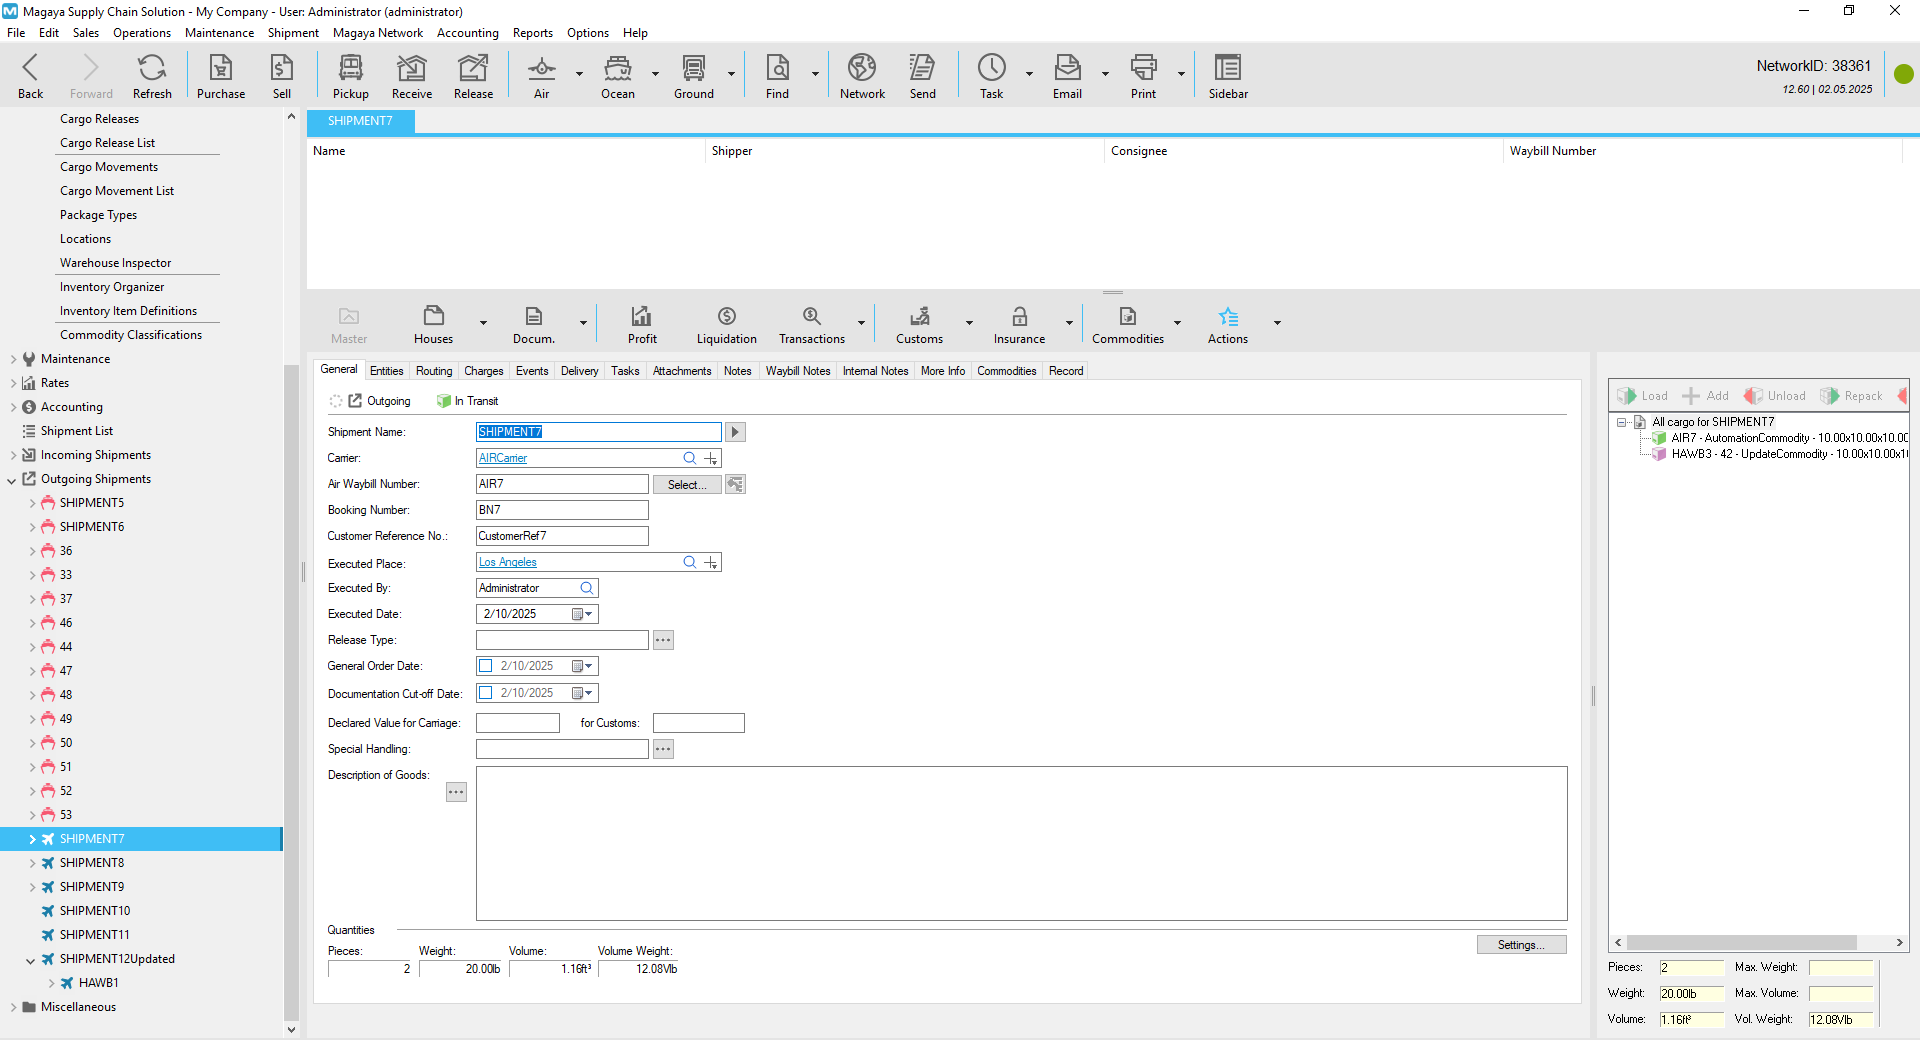 Magaya Supply Chain Solution - My Company - User: Administrator (administrator)
File Edit Sales Operations Maintenance Shipment Magaya Network Accounting Reports Options Help
Back Forward Refresh Purchase Sell Pickup Receive Release Air Ocean Ground Find Network Send Task Email Print Sidebar
NetworkID: 38361
12.60 | 02.05.2025
Cargo Releases
Cargo Release List
Cargo Movements
Cargo Movement List
Package Types
Locations
Warehouse Inspector
Inventory Organizer
Inventory Item Definitions
Commodity Classifications
Maintenance
Rates
Accounting
Shipment List
Incoming Shipments
Outgoing Shipments
SHIPMENT5
SHIPMENT6
36
33
37
46
44
47
48
49
50
51
52
53
SHIPMENT7
SHIPMENT8
SHIPMENT9
SHIPMENT10
SHIPMENT11
SHIPMENT12Updated
HAWB1
Miscellaneous
SHIPMENT7
Name Shipper Consignee Waybill Number
Master Houses Docum. Profit Liquidation Transactions Customs Insurance Commodities Actions
General Entities Routing Charges Events Delivery Tasks Attachments Notes Waybill Notes Internal Notes More Info Commodities Record
Outgoing In Transit
Shipment Name: SHIPMENT7
Carrier: AIRCarrier
Air Waybill Number: AIR7 Select...
Booking Number: BN7
Customer Reference No.: CustomerRef7
Executed Place: Los Angeles
Executed By: Administrator
Executed Date: 2/10/2025
Release Type:
General Order Date: 2/10/2025
Documentation Cut-off Date: 2/10/2025
Declared Value for Carriage: for Customs:
Special Handling:
Description of Goods:
Quantities
Settings...
Pieces: Weight: Volume: Volume Weight:
2 20.00lb 1.16ft³ 12.08Vlb
Load Add Unload Repack
All cargo for SHIPMENT7
AIR7 - AutomationCommodity - 10.00x10.00x10.00
HAWB3 - 42 - UpdateCommodity - 10.00x10.00x1
Pieces: 2 Max. Weight:
Weight: 20.00lb Max. Volume:
Volume: 1.16ft³ Vol. Weight: 12.08Vlb